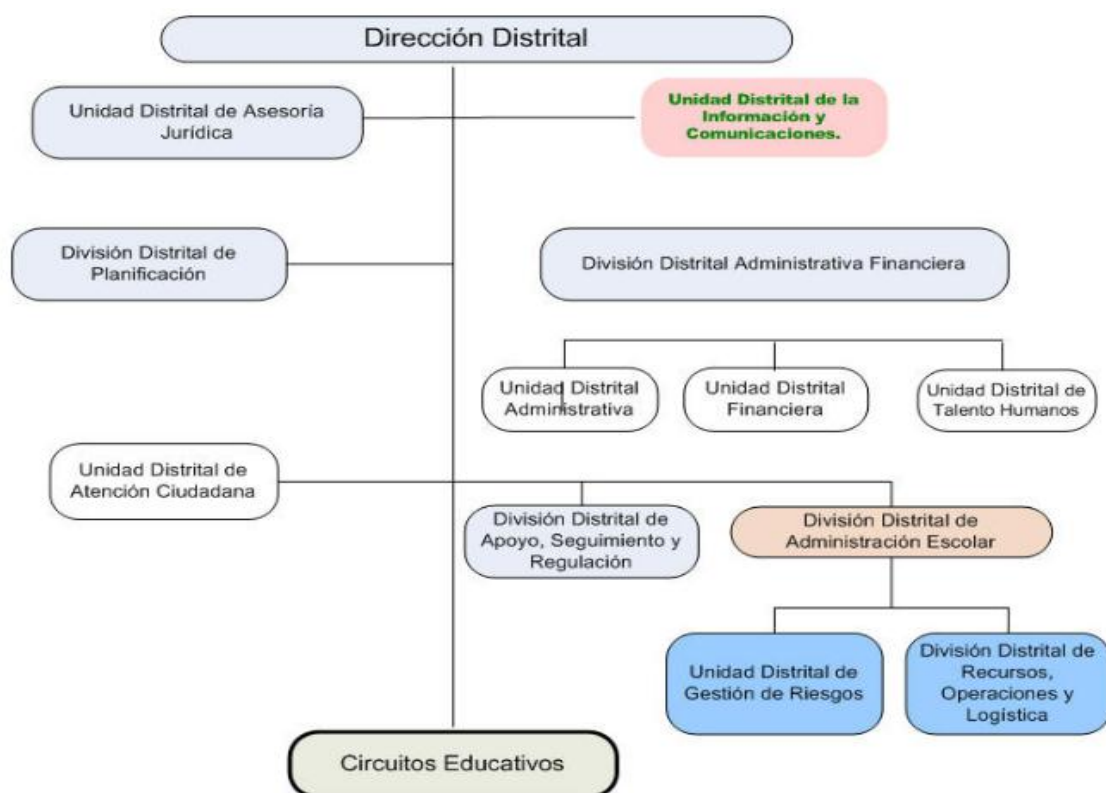 Dirección Distrital
Unidad Distrital de Asesoría
Jurídica
Unidad Distrital de la
Información y
Comunicaciones.
División Distrital de
Planificación
División Distrital Administrativa Financiera
Unidad Distrital
Administrativa
Unidad Distrital
Financiera
Unidad Distrital de
Talento Humanos
Unidad Distrital de
Atención Ciudadana
División Distrital de
Apoyo, Seguimiento y
Regulación
División Distrital de
Administración Escolar
Unidad Distrital de
Gestión de Riesgos
División Distrital de
Recursos,
Operaciones y
Logística
Circuitos Educativos